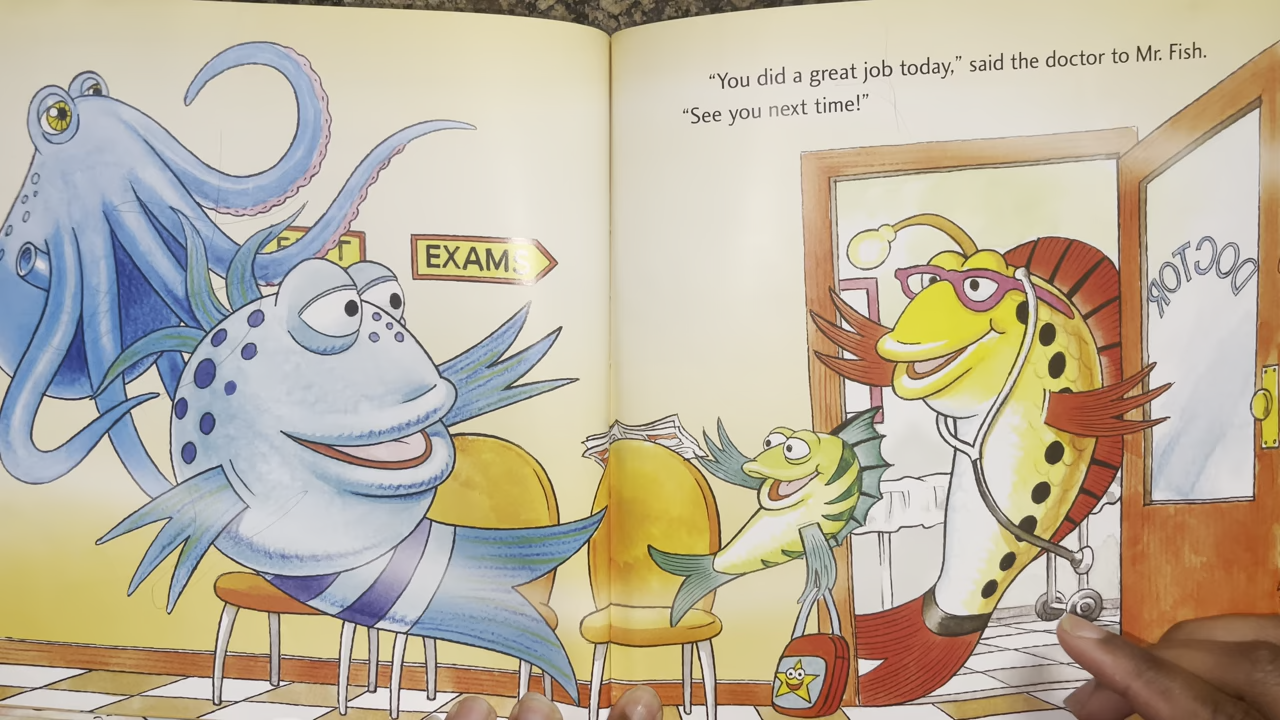 “You did a great job today,” said the doctor to Mr. Fish.
“See you next time!”
EXAMS
DOCTOR